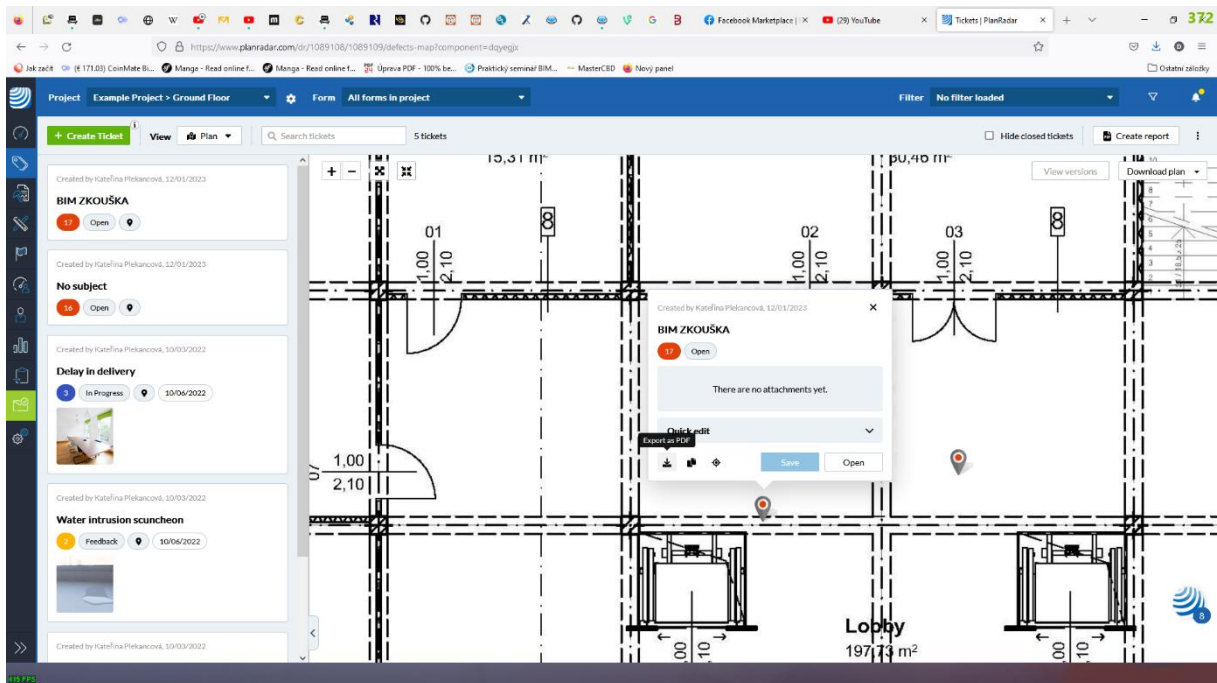 Facebook Marketplace | X
(29) YouTube
Tickets | PlanRadar
https://www.planradar.com/dr/1089108/1089109/defects-map?component=dqyegjx
Jak začít
(€ 171.03) CoinMate Bi...
Manga - Read online f...
Manga - Read online f...
Úprava PDF - 100% be...
Praktický seminář BIM...
MasterCBD
Nový panel
Ostatní záložky
Project
Example Project > Ground Floor
Form
All forms in project
Filter
No filter loaded
+ Create Ticket
i
View
Plan
Search tickets
5 tickets
Hide closed tickets
Create report
View versions
Download plan
Created by Kateřina Plekancová, 12/01/2023
BIM ZKOUŠKA
17
Open
Created by Kateřina Plekancová, 12/01/2023
No subject
16
Open
Created by Kateřina Plekancová, 10/03/2022
Delay in delivery
3
In Progress
10/06/2022
Created by Kateřina Plekancová, 10/03/2022
Water intrusion scuncheon
2
Feedback
10/06/2022
Created by Kateřina Plekancová, 10/03/2022
15,31 m²
80,46 m²
01
1,00
2,10
8
02
1,00
2,10
03
1,00
2,10
8
Created by Kateřina Plekancová, 12/01/2023
BIM ZKOUŠKA
17
Open
There are no attachments yet.
Quick edit
Export as PDF
Save
Open
1,00
2,10
Lobby
197,73 m²
8